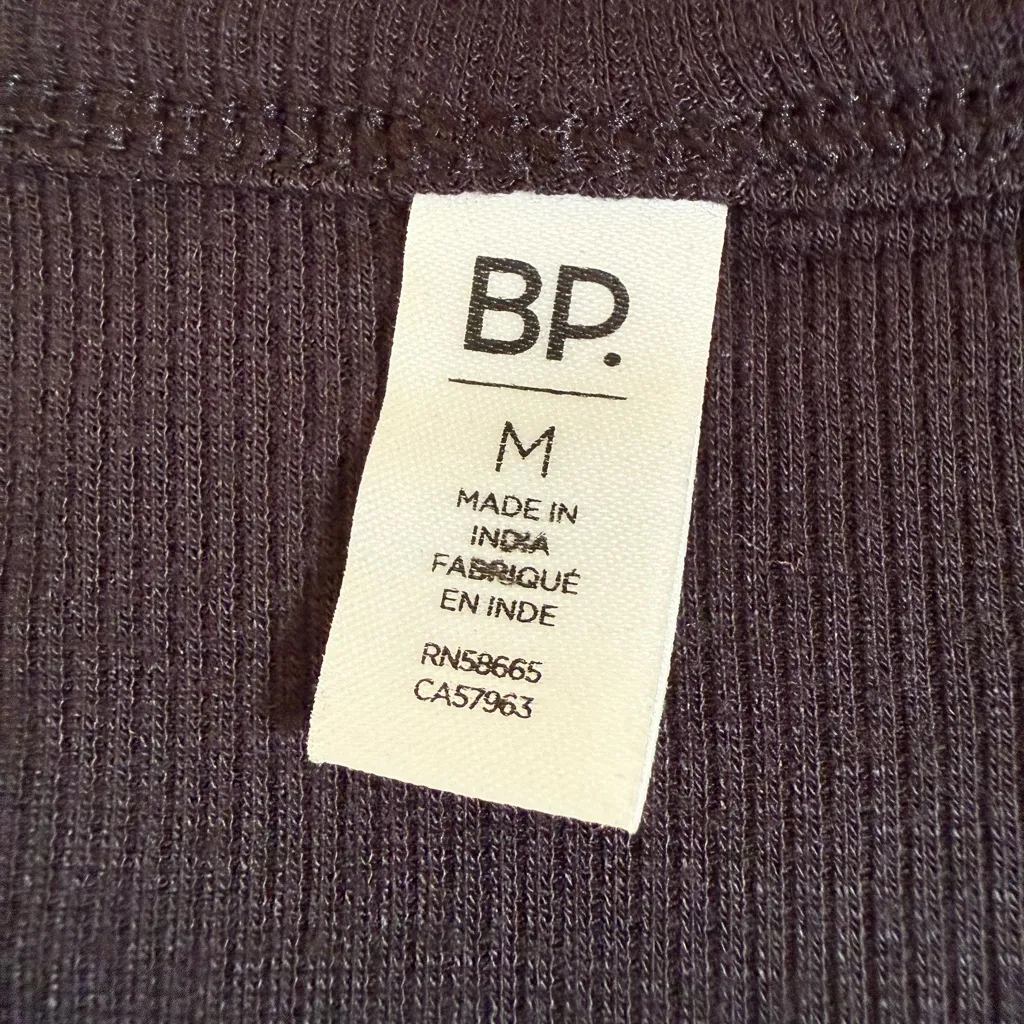 BP.
M
MADE IN
INDIA
FABRIQUÉ
EN INDE
RN58665
CA57963